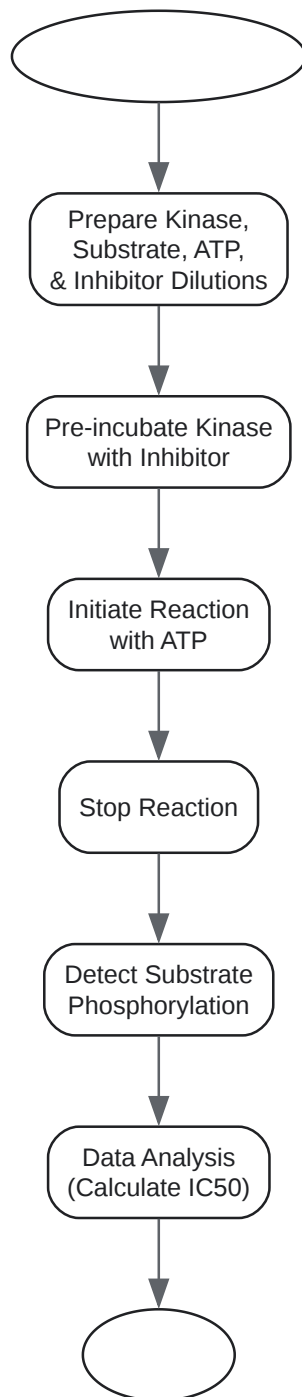 Prepare Kinase,
Substrate, ATP,
& Inhibitor Dilutions
Pre-incubate Kinase
with Inhibitor
Initiate Reaction
with ATP
Stop Reaction
Detect Substrate
Phosphorylation
Data Analysis
(Calculate IC50)